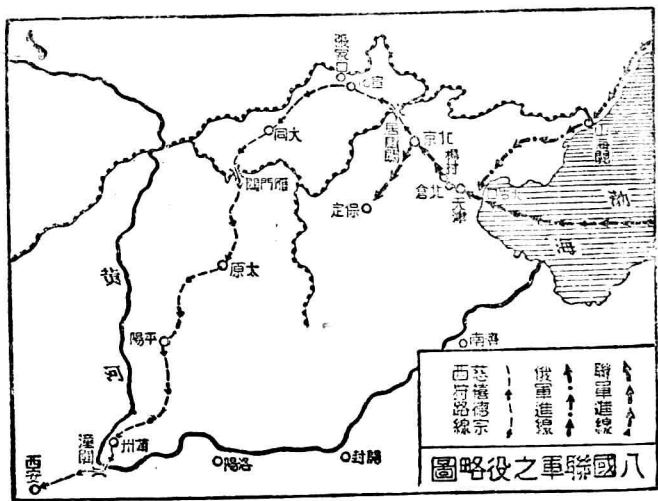 張家口
宣化
大同
居庸關
北京
楊村
北倉
天津
大沽口
山海關
渤海
保定
雁門關
太原
平陽
黃河
潼關
蒲州
西安
洛陽
開封
濟南
聯軍進線
俄軍進線
慈禧德宗
西狩路線
八國聯軍之役略圖